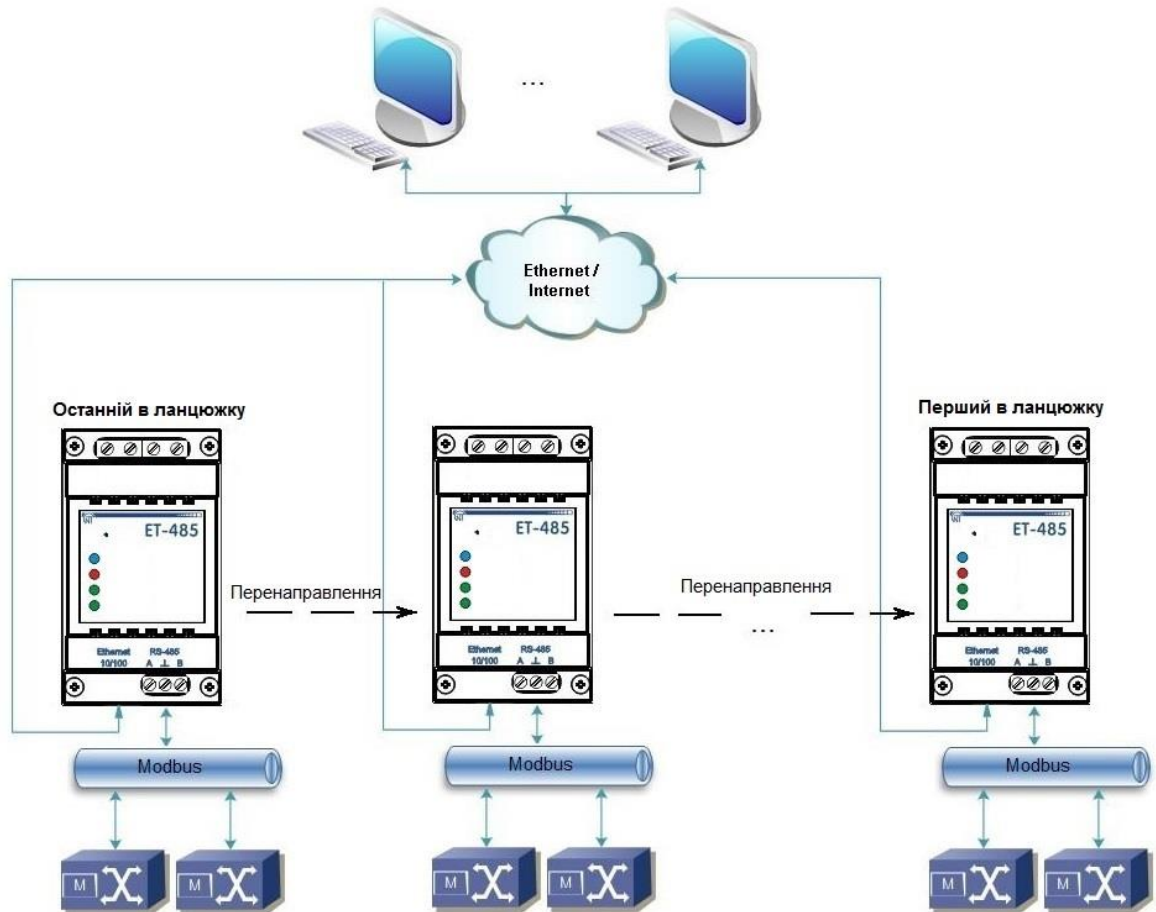 ...
Ethernet /
Internet
Останній в ланцюжку
Перший в ланцюжку
ET-485
ET-485
ET-485
Перенаправлення
Перенаправлення
...
Ethernet RS-485
10/100 A ⊥ B
Ethernet RS-485
10/100 A ⊥ B
Ethernet RS-485
10/100 A ⊥ B
Modbus
Modbus
Modbus
M
M
M
M
M
M